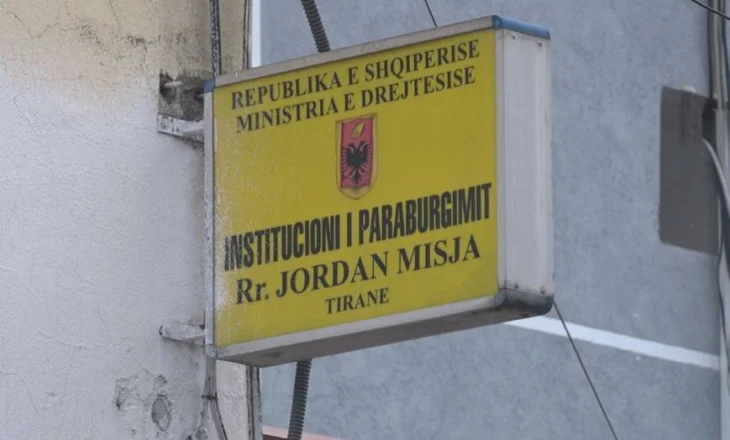 REPUBLIKA E SHQIPERISE
MINISTRIA E DREJTESISE
INSTITUCIONI I PARABURGIMIT
Rr. JORDAN MISJA
TIRANE